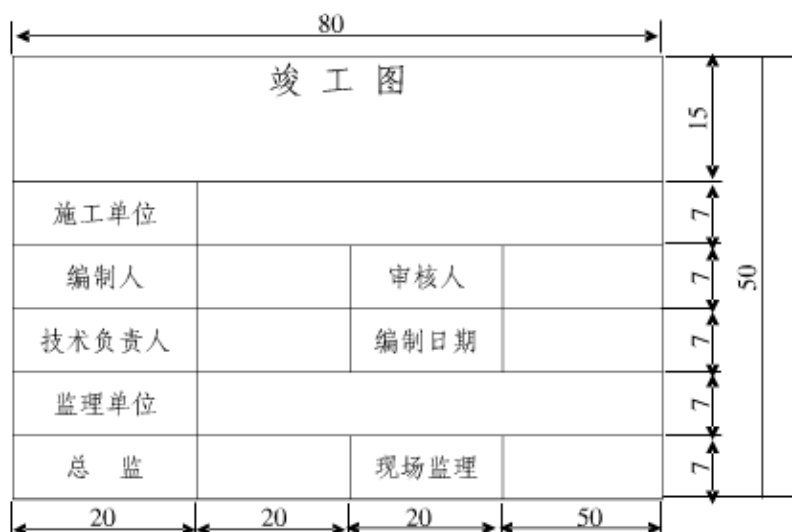 80
竣 工 图
15
施工单位
7
编制人
审核人
7
50
技术负责人
编制日期
7
监理单位
7
总 监
现场监理
7
20
20
20
50